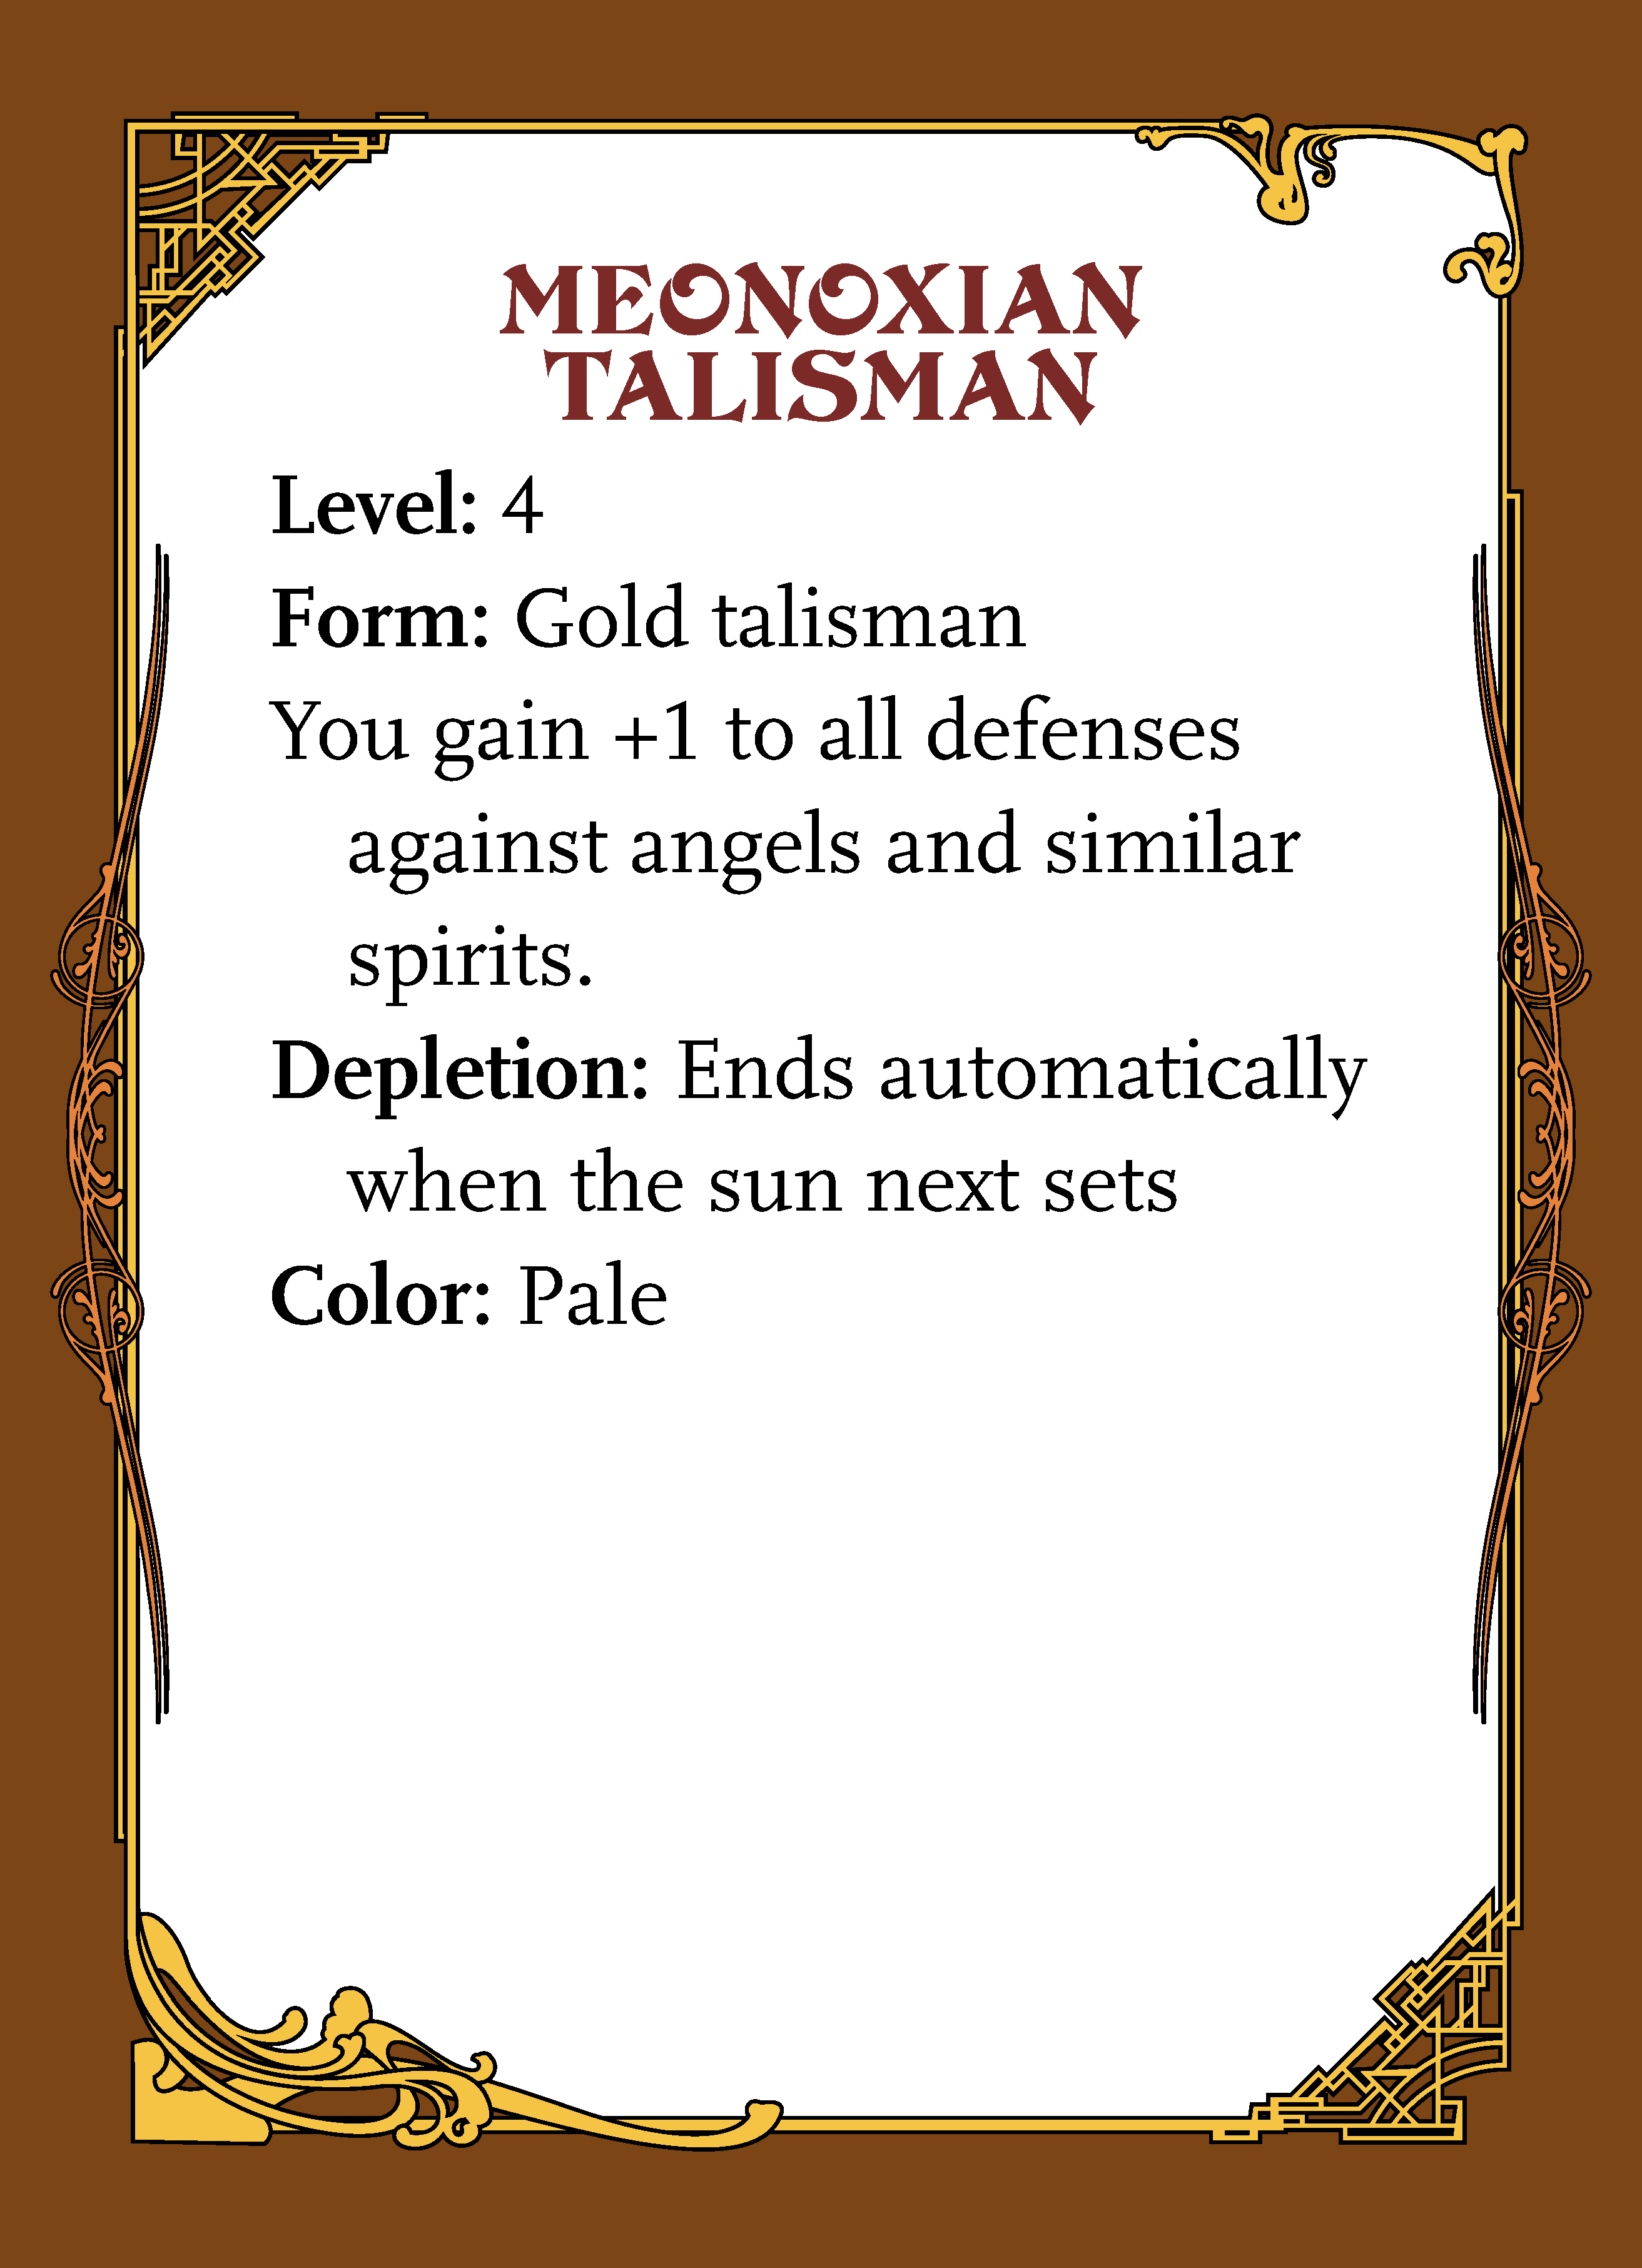 MEONOXIAN
TALISMAN
Level: 4
Form: Gold talisman
You gain +1 to all defenses
against angels and similar
spirits.
Depletion: Ends automatically
when the sun next sets
Color: Pale